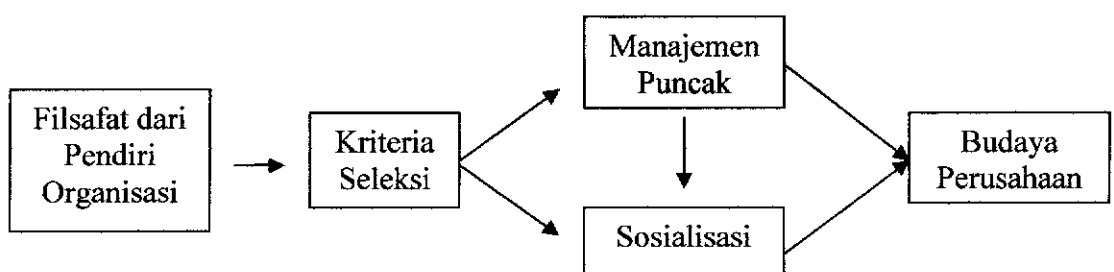 Filsafat dari
Pendiri
Organisasi
Kriteria
Seleksi
Manajemen
Puncak
Sosialisasi
Budaya
Perusahaan